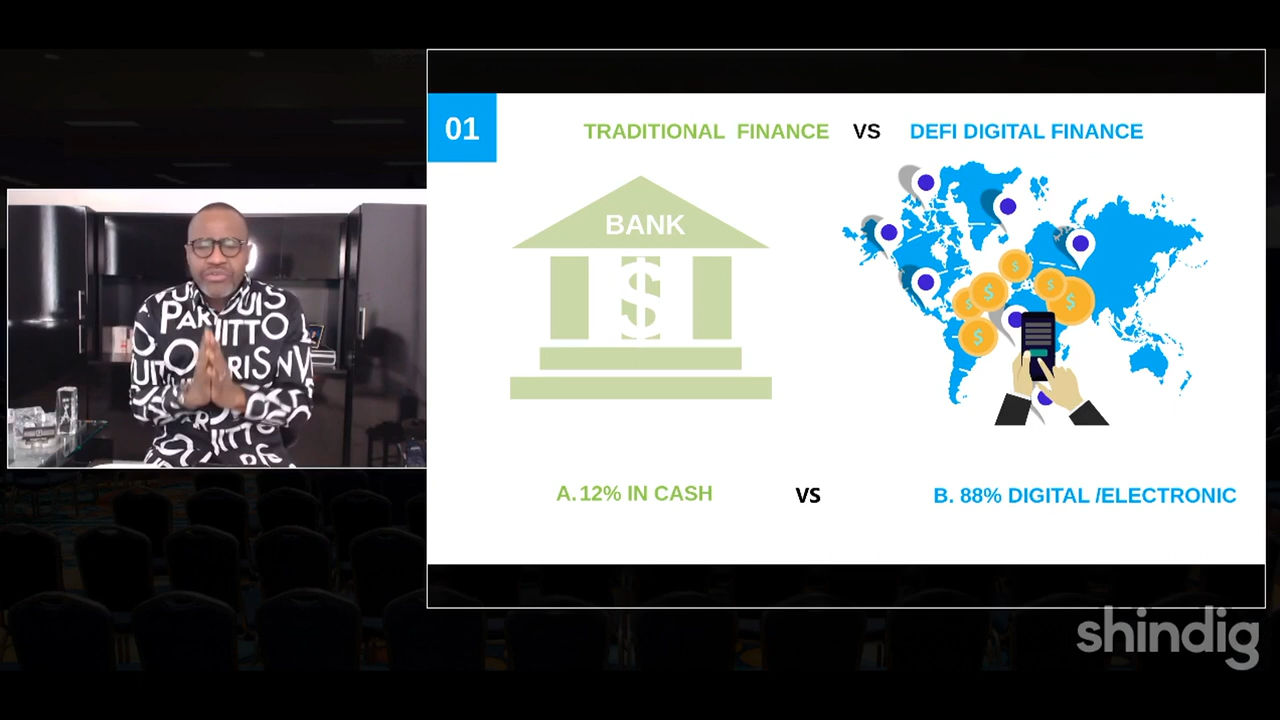 01
TRADITIONAL FINANCE VS DEFI DIGITAL FINANCE
BANK
$
$
$
$
$
$
$
A. 12% IN CASH VS B. 88% DIGITAL /ELECTRONIC
shindig